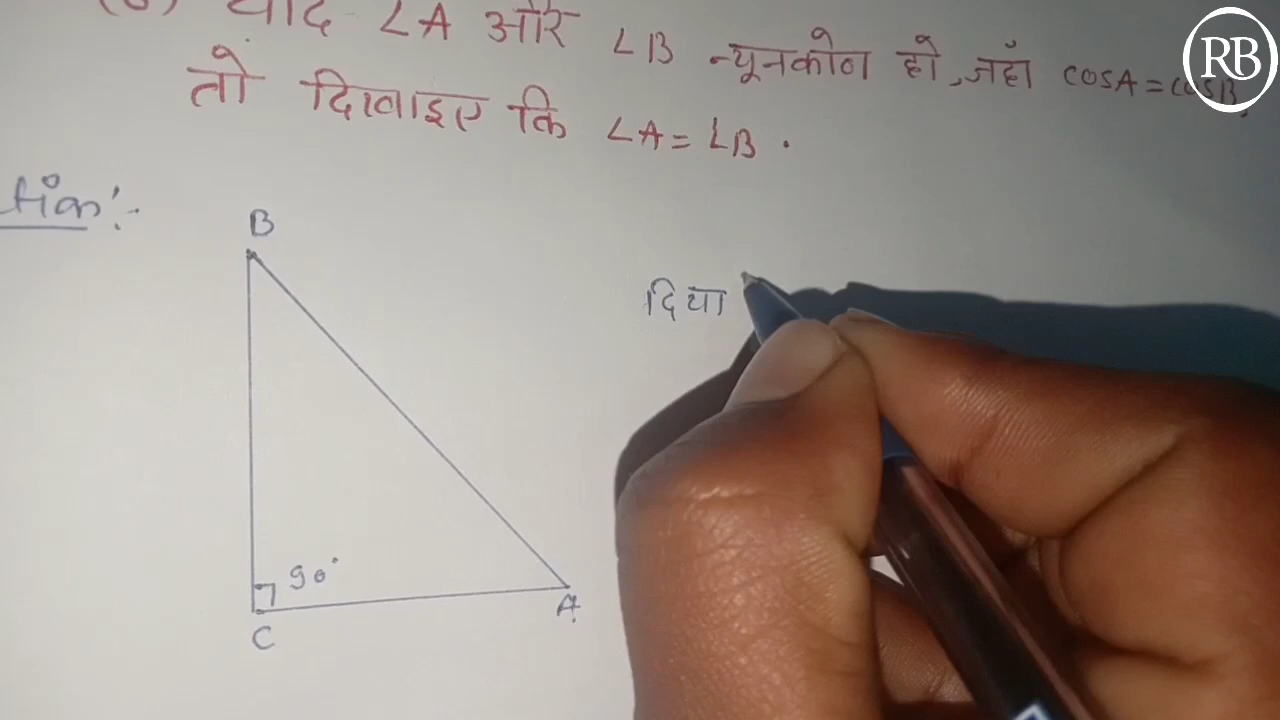 यदि ∠A और ∠B न्यूनकोण हो, जहाँ cosA = cosB,
तो दिखाइए कि ∠A = ∠B .
RB
B
दिया
90°
C
A